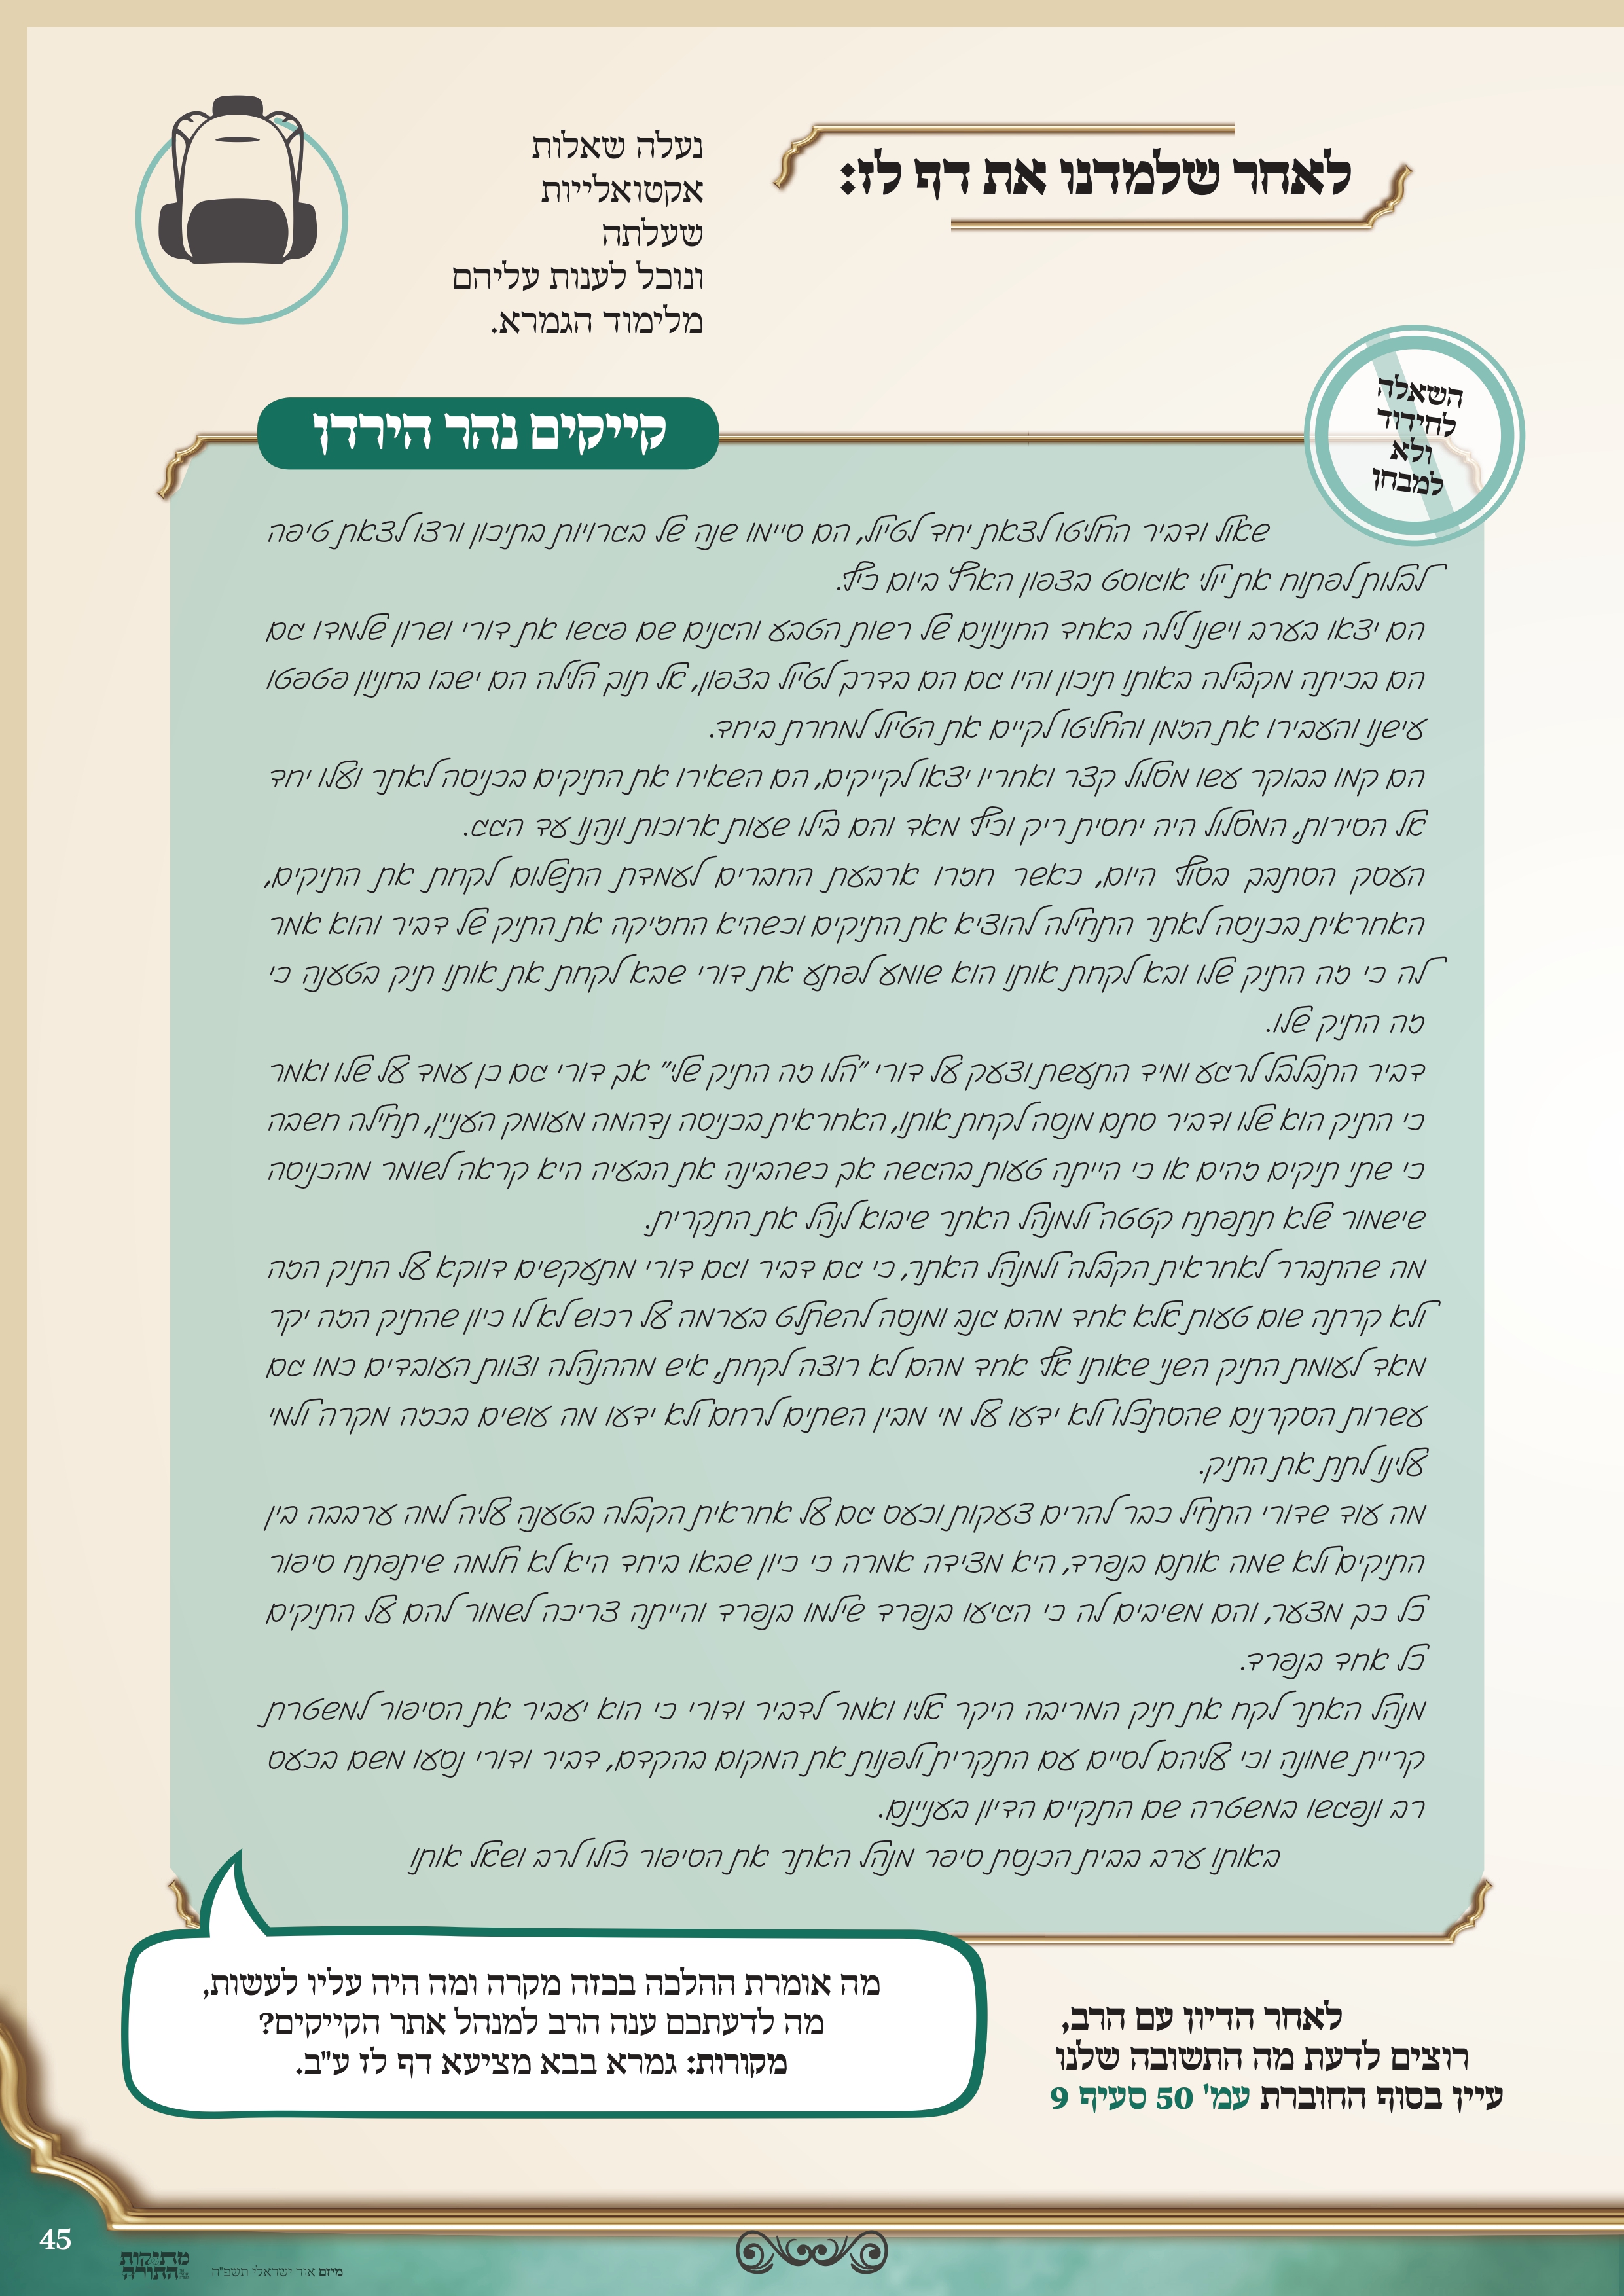 לאחר שלמדנו את דף לז:
נעלה שאלות
אקטואלייות
שעלתה
ונוכל לענות עליהם
מלימוד הגמרא.
השאלה
לחידוד
ולא
למבחן
קייקים נהר הירדן
שאול ודביר החליטו לצאת יחד לטיול, הם סיימו שנה של בגרויות בתיכון ורצו לצאת טיפה
לבלות לפתוח את יולי אוגוסט בצפון הארץ ביום כיף.
הם יצאו בערב וישנו לילה באחד החניונים של רשות הטבע והגנים שם פגשו את דורי ושרון שלמדו גם
הם בכיתה מקבילה באותו תיכון והיו גם הם בדרך לטיול בצפון, אל תוך הלילה הם ישבו בחניון פטפטו
עישנו והעבירו את הזמן והחליטו לקיים את הטיול למחרת ביחד.
הם קמו בבוקר עשו מסלול קצר ואחריו יצאו לקייקים, הם השאירו את התיקים בכניסה לאתר ועלו יחד
אל הסירות, המסלול היה יחסית ריק וכיף מאד והם בילו שעות ארוכות ונהנו עד הגג.
העסק הסתבך בסוף היום, כאשר חזרו ארבעת החברים לעמדת התשלום לקחת את התיקים,
האחראית בכניסה לאתר התחילה להוציא את התיקים וכשהיא החזיקה את התיק של דביר והוא אמר
לה כי זה התיק שלו ובא לקחת אותו הוא שומע לפתע את דורי שבא לקחת את אותו תיק בטענה כי
זה התיק שלו.
דביר התבלבל לרגע ומיד התעשת וצעק על דורי "הלו זה התיק שלי" אך דורי גם כן עמד על שלו ואמר
כי התיק הוא שלו ודביר סתם מנסה לקחת אותו, האחראית בכניסה נדהמה מעומק העניין, תחילה חשבה
כי שתי תיקים זהים או כי הייתה טעות בהגשה אך כשהבינה את הבעיה היא קראה לשומר מהכניסה
שישמור שלא תתפתח קטטה ולמנהל האתר שיבוא לנהל את התקרית.
מה שהתברר לאחראית הקבלה ולמנהל האתר, כי גם דביר וגם דורי מתעקשים דווקא על התיק הזה
ולא קרתה שום טעות אלא אחד מהם גנב ומנסה להשתלט בערמה על רכוש לא לו כיון שהתיק הזה יקר
מאד לעומת התיק השני שאותו אף אחד מהם לא רוצה לקחת, איש מההנהלה וצוות העובדים כמו גם
עשרות הסקרנים שהסתכלו ולא ידעו על מי מבין השתים לרחם ולא ידעו מה עושים בכזה מקרה ולמי
עלינו לתת את התיק.
מה עוד שדורי התחיל כבר להרים צעקות וכעס גם על אחראית הקבלה בטענה עליה למה ערבבה בין
התיקים ולא שמה אותם בנפרד, היא מצידה אמרה כי כיון שבאו ביחד היא לא חלמה שיתפתח סיפור
כל כך מצער, והם משיבים לה כי הגיעו בנפרד שילמו בנפרד והייתה צריכה לשמור להם על התיקים
כל אחד בנפרד.
מנהל האתר לקח את תיק המריבה היקר אליו ואמר לדביר ודורי כי הוא יעביר את הסיפור למשטרת
קריית שמונה וכי עליהם לסיים עם התקרית ולפנות את המקום בהקדם, דביר ודורי נסעו משם בכעס
רב ונפגשו במשטרה שם התקיים הדיון בעניינם.
באותו ערב בבית הכנסת סיפר מנהל האתר את הסיפור כולו לרב ושאל אותו
מה אומרת ההלכה בכזה מקרה ומה היה עליו לעשות,
מה לדעתכם ענה הרב למנהל אתר הקייקים?
מקורות: גמרא בבא מציעא דף לז ע"ב.
לאחר הדיון עם הרב,
רוצים לדעת מה התשובה שלנו
עיין בסוף החוברת עמ' 50 סעיף 9
45
מתיקות
התורה
מיזם אור ישראלי תשפ"ה